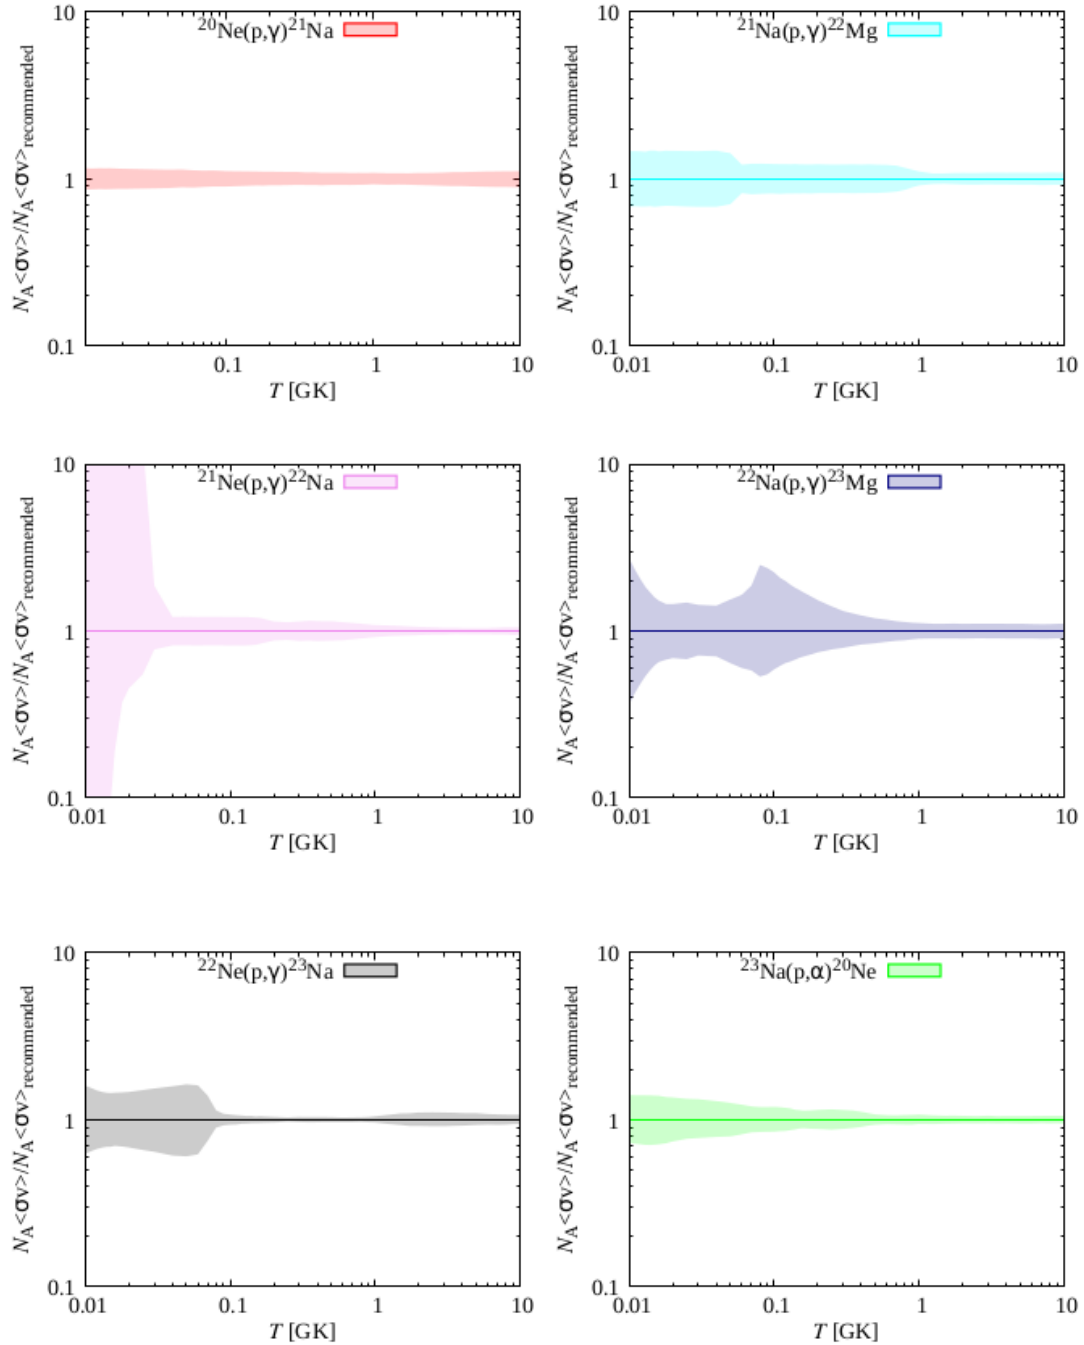 10
²⁰Ne(p,γ)²¹Na
1
0.1
N_A<σv>/N_A<σv>_recommended
0.1
1
10
T [GK]
10
²¹Na(p,γ)²²Mg
1
0.1
N_A<σv>/N_A<σv>_recommended
0.01
0.1
1
10
T [GK]
10
²¹Ne(p,γ)²²Na
1
0.1
N_A<σv>/N_A<σv>_recommended
0.01
0.1
1
10
T [GK]
10
²²Na(p,γ)²³Mg
1
0.1
N_A<σv>/N_A<σv>_recommended
0.01
0.1
1
10
T [GK]
10
²²Ne(p,γ)²³Na
1
0.1
N_A<σv>/N_A<σv>_recommended
0.01
0.1
1
10
T [GK]
10
²³Na(p,α)²⁰Ne
1
0.1
N_A<σv>/N_A<σv>_recommended
0.01
0.1
1
10
T [GK]